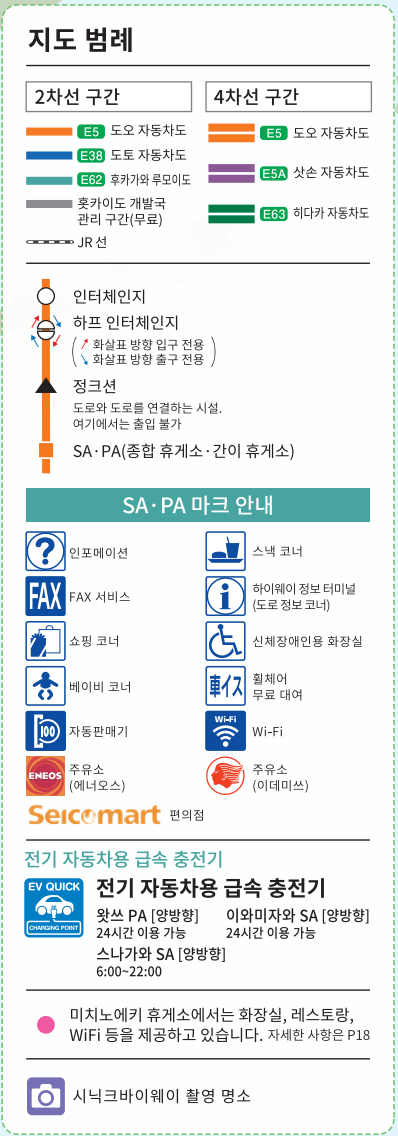 지도 범례
2차선 구간
4차선 구간
E5 도오 자동차도
E38 도토 자동차도
E62 후카가와 루모이도
홋카이도 개발국
관리 구간(무료)
JR 선
E5 도오 자동차도
E5A 삿손 자동차도
E63 히다카 자동차도
인터체인지
하프 인터체인지
화살표 방향 입구 전용
화살표 방향 출구 전용
정크션
도로와 도로를 연결하는 시설.
여기에서는 출입 불가
SA·PA(종합 휴게소·간이 휴게소)
SA·PA 마크 안내
인포메이션
스낵 코너
FAX FAX 서비스
하이웨이 정보 터미널
(도로 정보 코너)
쇼핑 코너
신체장애인용 화장실
베이비 코너
車イス 휠체어
무료 대여
100 자동판매기
Wi-Fi Wi-Fi
ENEOS 주유소
(에너오스)
주유소
(이데미쓰)
Seicomart 편의점
전기 자동차용 급속 충전기
EV QUICK
CHARGING POINT
전기 자동차용 급속 충전기
왓쓰 PA [양방향]
24시간 이용 가능
이와미자와 SA [양방향]
24시간 이용 가능
스나가와 SA [양방향]
6:00~22:00
미치노에키 휴게소에서는 화장실, 레스토랑,
WiFi 등을 제공하고 있습니다. 자세한 사항은 P18
시닉크바이웨이 촬영 명소